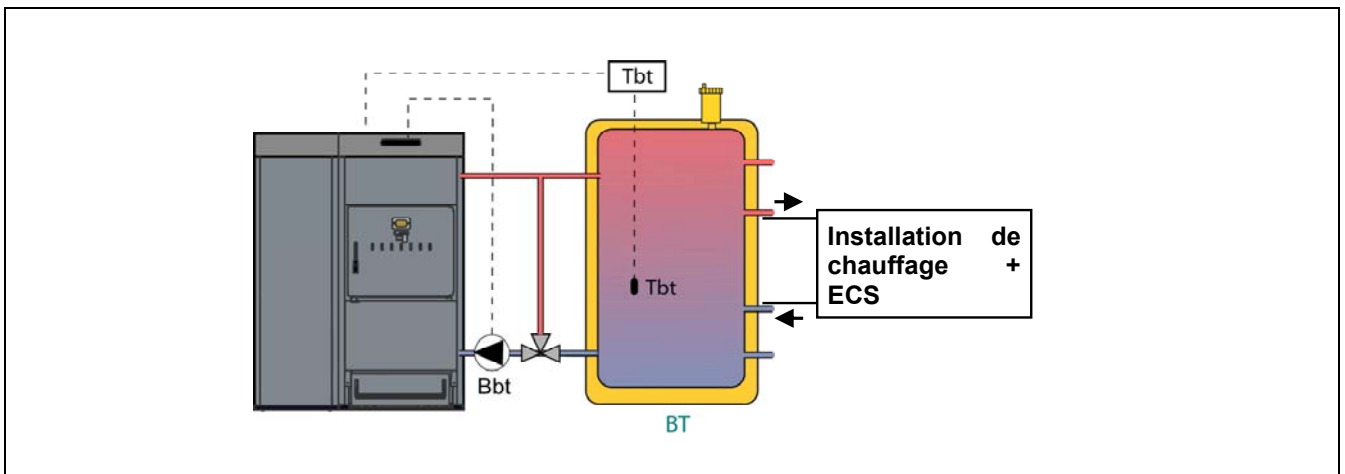 Tbt
Tbt
Installation de
chauffage +
ECS
Bbt
BT